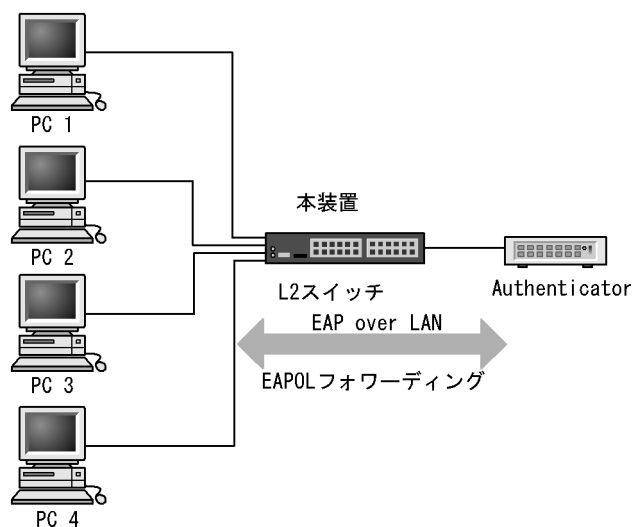 PC 1
PC 2
PC 3
PC 4
本装置
L2スイッチ
Authenticator
EAP over LAN
EAPOLフォワーディング